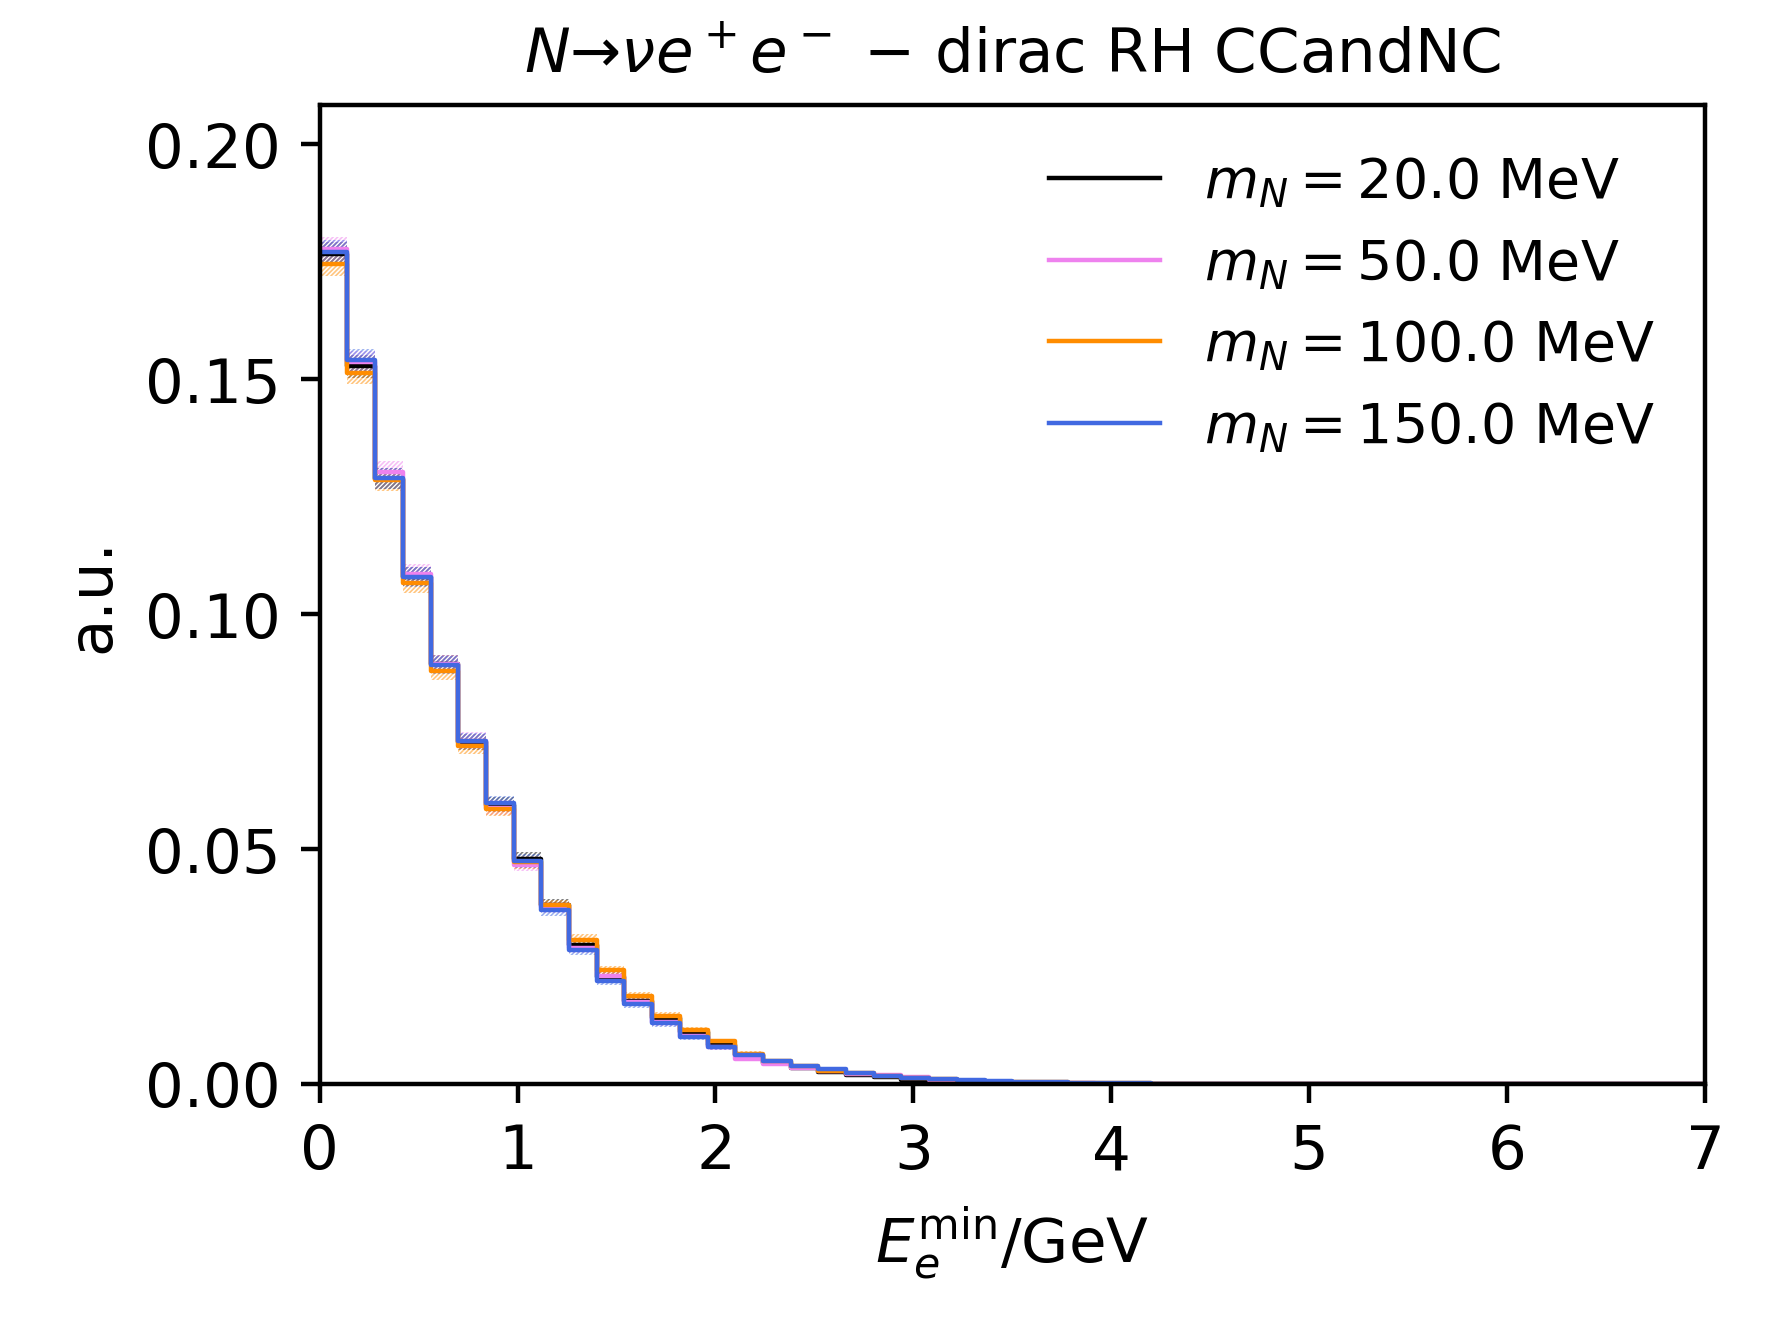 N→νe⁺e⁻ − dirac RH CCandNC
0.20
0.15
0.10
0.05
0.00
a.u.
m_N = 20.0 MeV
m_N = 50.0 MeV
m_N = 100.0 MeV
m_N = 150.0 MeV
0 1 2 3 4 5 6 7
E_e^min/GeV